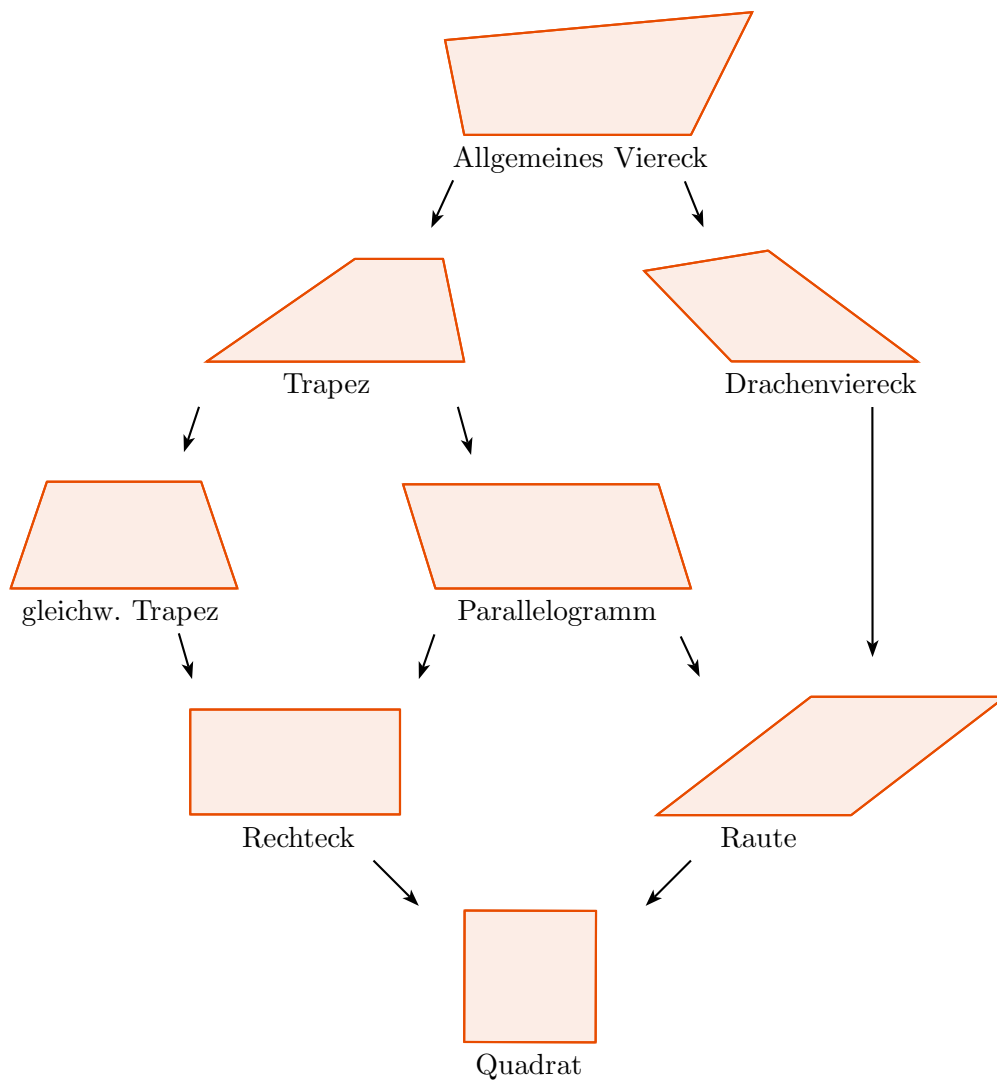 Allgemeines Viereck
Trapez
Drachenviereck
gleichw. Trapez
Parallelogramm
Rechteck
Raute
Quadrat